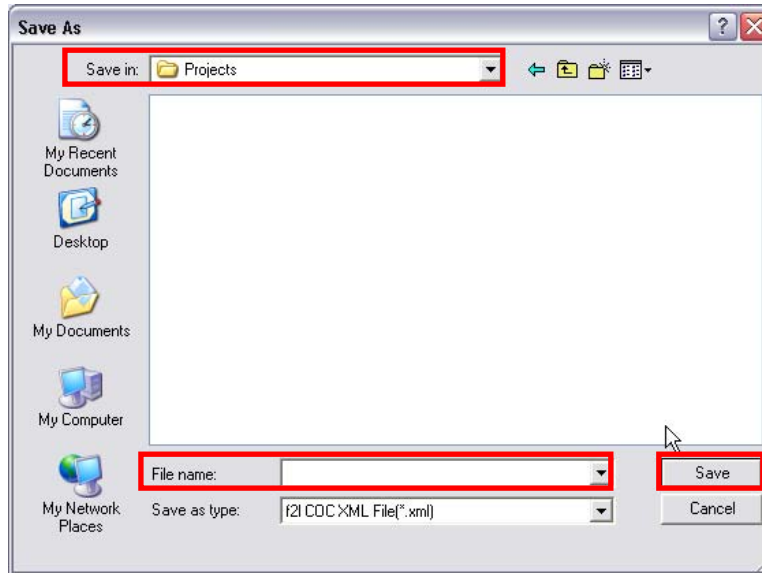 Save As
Save in: Projects
My Recent
Documents
Desktop
My Documents
My Computer
My Network
Places
File name:
Save
Save as type: f2l COC XML File(*.xml)
Cancel